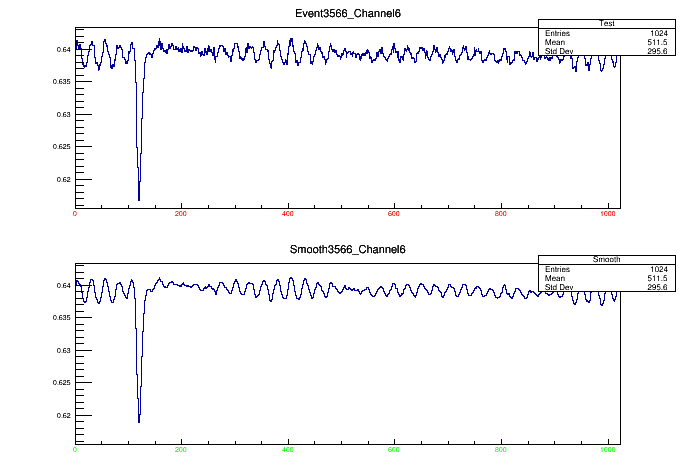 Event3566_Channel6
Test
Entries 1024
Mean 511.5
Std Dev 295.6
0.64
0.635
0.63
0.625
0.62
0 200 400 600 800 1000
Smooth3566_Channel6
Smooth
Entries 1024
Mean 511.5
Std Dev 295.6
0.64
0.635
0.63
0.625
0.62
0 200 400 600 800 1000